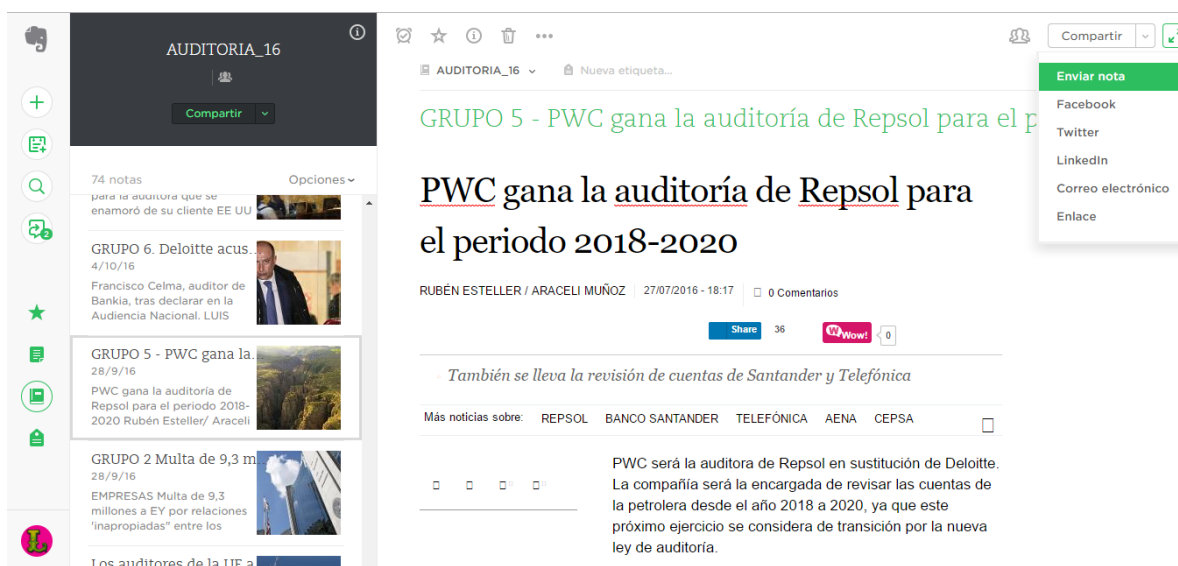 AUDITORIA_16
Compartir
74 notas
Opciones
para la auditora que se
enamoró de su cliente EE UU
GRUPO 6. Deloitte acus...
4/10/16
Francisco Celma, auditor de
Bankia, tras declarar en la
Audiencia Nacional. LUIS
GRUPO 5 - PWC gana la...
28/9/16
PWC gana la auditoría de
Repsol para el periodo 2018-
2020 Rubén Esteller/ Araceli
GRUPO 2 Multa de 9,3 m...
28/9/16
EMPRESAS Multa de 9,3
millones a EY por relaciones
'inapropiadas" entre los
Los auditores de la UE a
2
L
Compartir
AUDITORIA_16
Nueva etiqueta...
Enviar nota
Facebook
Twitter
LinkedIn
Correo electrónico
Enlace
GRUPO 5 - PWC gana la auditoría de Repsol para el p
PWC gana la auditoría de Repsol para
el periodo 2018-2020
RUBÉN ESTELLER / ARACELI MUÑOZ 27/07/2016 - 18:17 0 Comentarios
Share 36 Wow! 0
También se lleva la revisión de cuentas de Santander y Telefónica
Más noticias sobre: REPSOL BANCO SANTANDER TELEFÓNICA AENA CEPSA
PWC será la auditora de Repsol en sustitución de Deloitte.
La compañía será la encargada de revisar las cuentas de
la petrolera desde el año 2018 a 2020, ya que este
próximo ejercicio se considera de transición por la nueva
ley de auditoría.